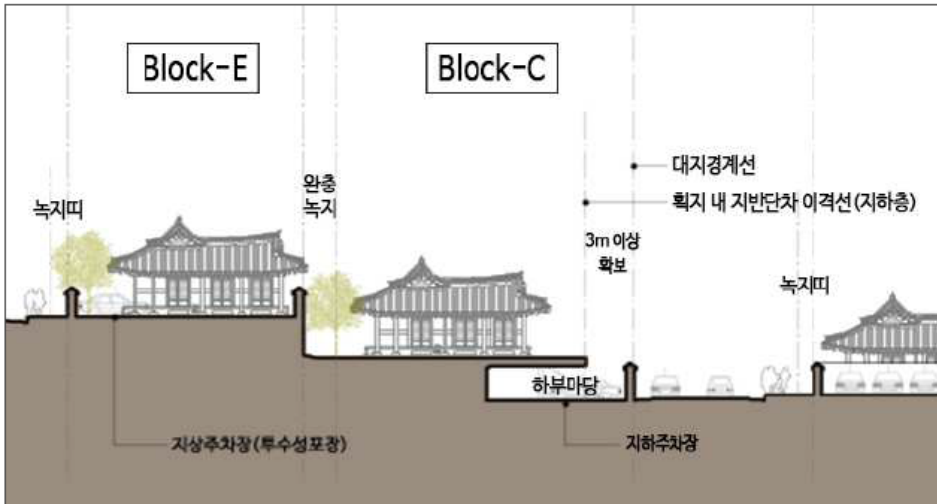 Block-E
Block-C
대지경계선
완충
녹지
획지 내 지반단차 이격선(지하층)
녹지띠
3m 이상
확보
녹지띠
하부마당
지상주차장(투수성포장)
지하주차장